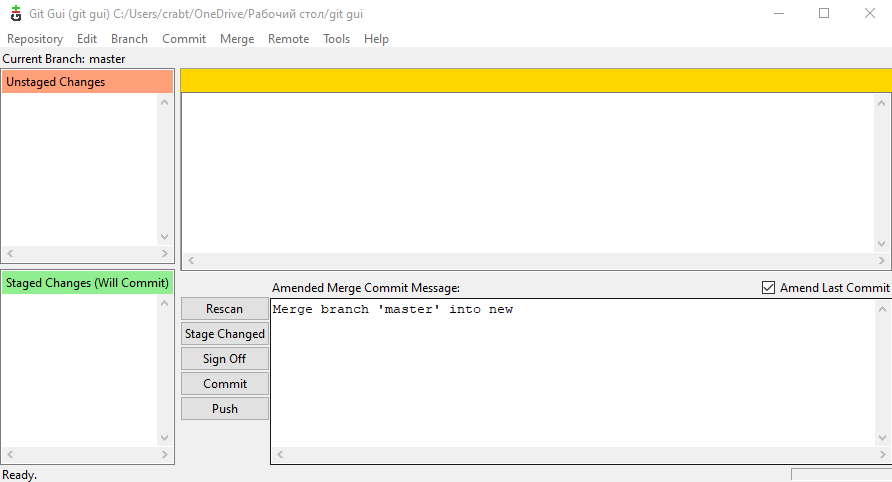 Git Gui (git gui) C:/Users/crabt/OneDrive/Рабочий стол/git gui
Repository Edit Branch Commit Merge Remote Tools Help
Current Branch: master
Unstaged Changes
Staged Changes (Will Commit)
Amended Merge Commit Message:
Amend Last Commit
Rescan
Stage Changed
Sign Off
Commit
Push
Merge branch 'master' into new
Ready.